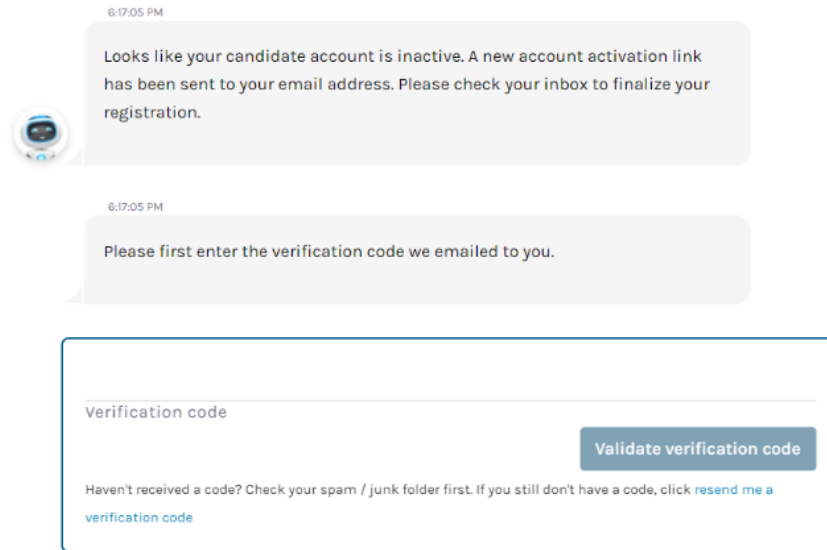 6:17:05 PM
Looks like your candidate account is inactive. A new account activation link
has been sent to your email address. Please check your inbox to finalize your
registration.
6:17:05 PM
Please first enter the verification code we emailed to you.
Verification code
Validate verification code
Haven't received a code? Check your spam / junk folder first. If you still don't have a code, click resend me a
verification code